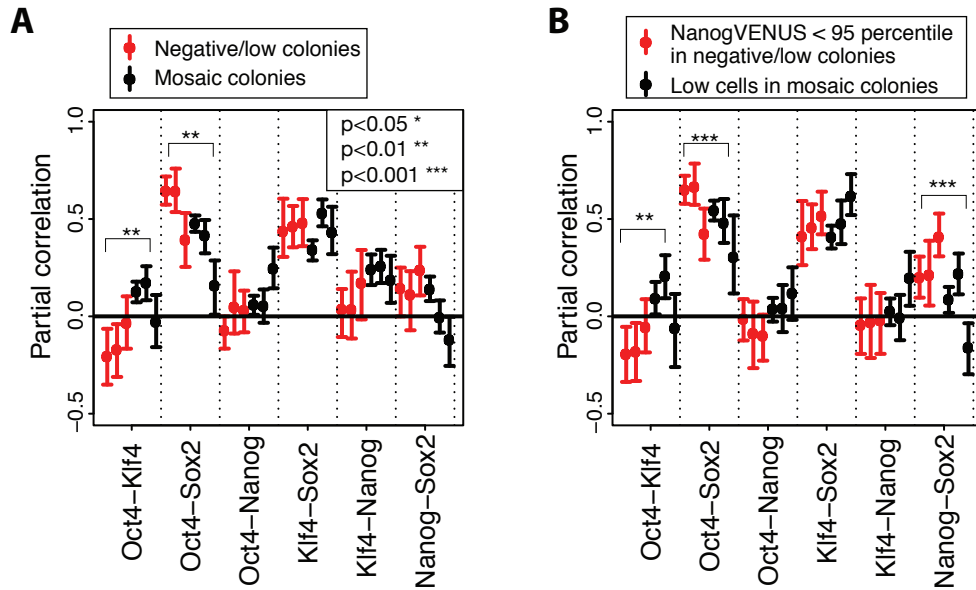 A
Negative/low colonies
Mosaic colonies
p<0.05 *
p<0.01 **
p<0.001 ***
**
**
Partial correlation
1.0
0.5
0.0
−0.5
Oct4−Klf4
Oct4−Sox2
Oct4−Nanog
Klf4−Sox2
Klf4−Nanog
Nanog−Sox2
B
NanogVENUS < 95 percentile
in negative/low colonies
Low cells in mosaic colonies
**
***
***
Partial correlation
1.0
0.5
0.0
−0.5
Oct4−Klf4
Oct4−Sox2
Oct4−Nanog
Klf4−Sox2
Klf4−Nanog
Nanog−Sox2